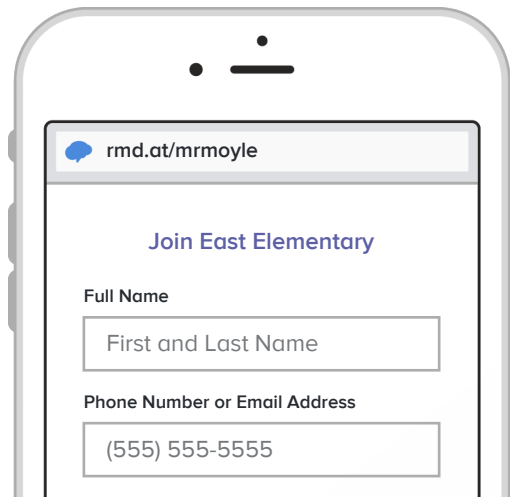 rmd.at/mrmoyle
Join East Elementary
Full Name
First and Last Name
Phone Number or Email Address
(555) 555-5555